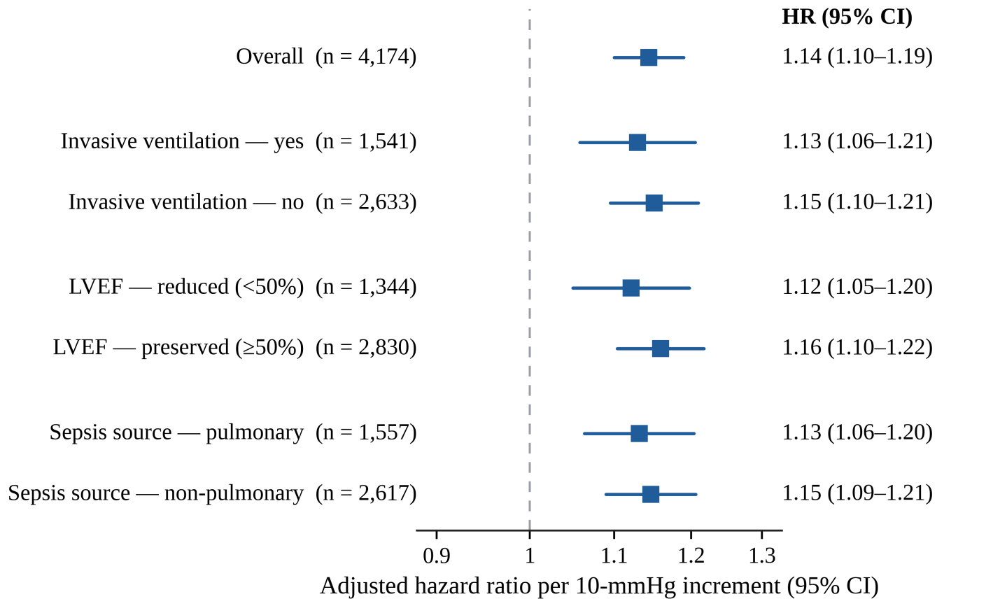 HR (95% CI)
Overall (n = 4,174) 1.14 (1.10–1.19)
Invasive ventilation — yes (n = 1,541) 1.13 (1.06–1.21)
Invasive ventilation — no (n = 2,633) 1.15 (1.10–1.21)
LVEF — reduced (<50%) (n = 1,344) 1.12 (1.05–1.20)
LVEF — preserved (≥50%) (n = 2,830) 1.16 (1.10–1.22)
Sepsis source — pulmonary (n = 1,557) 1.13 (1.06–1.20)
Sepsis source — non-pulmonary (n = 2,617) 1.15 (1.09–1.21)
0.9 1 1.1 1.2 1.3
Adjusted hazard ratio per 10-mmHg increment (95% CI)